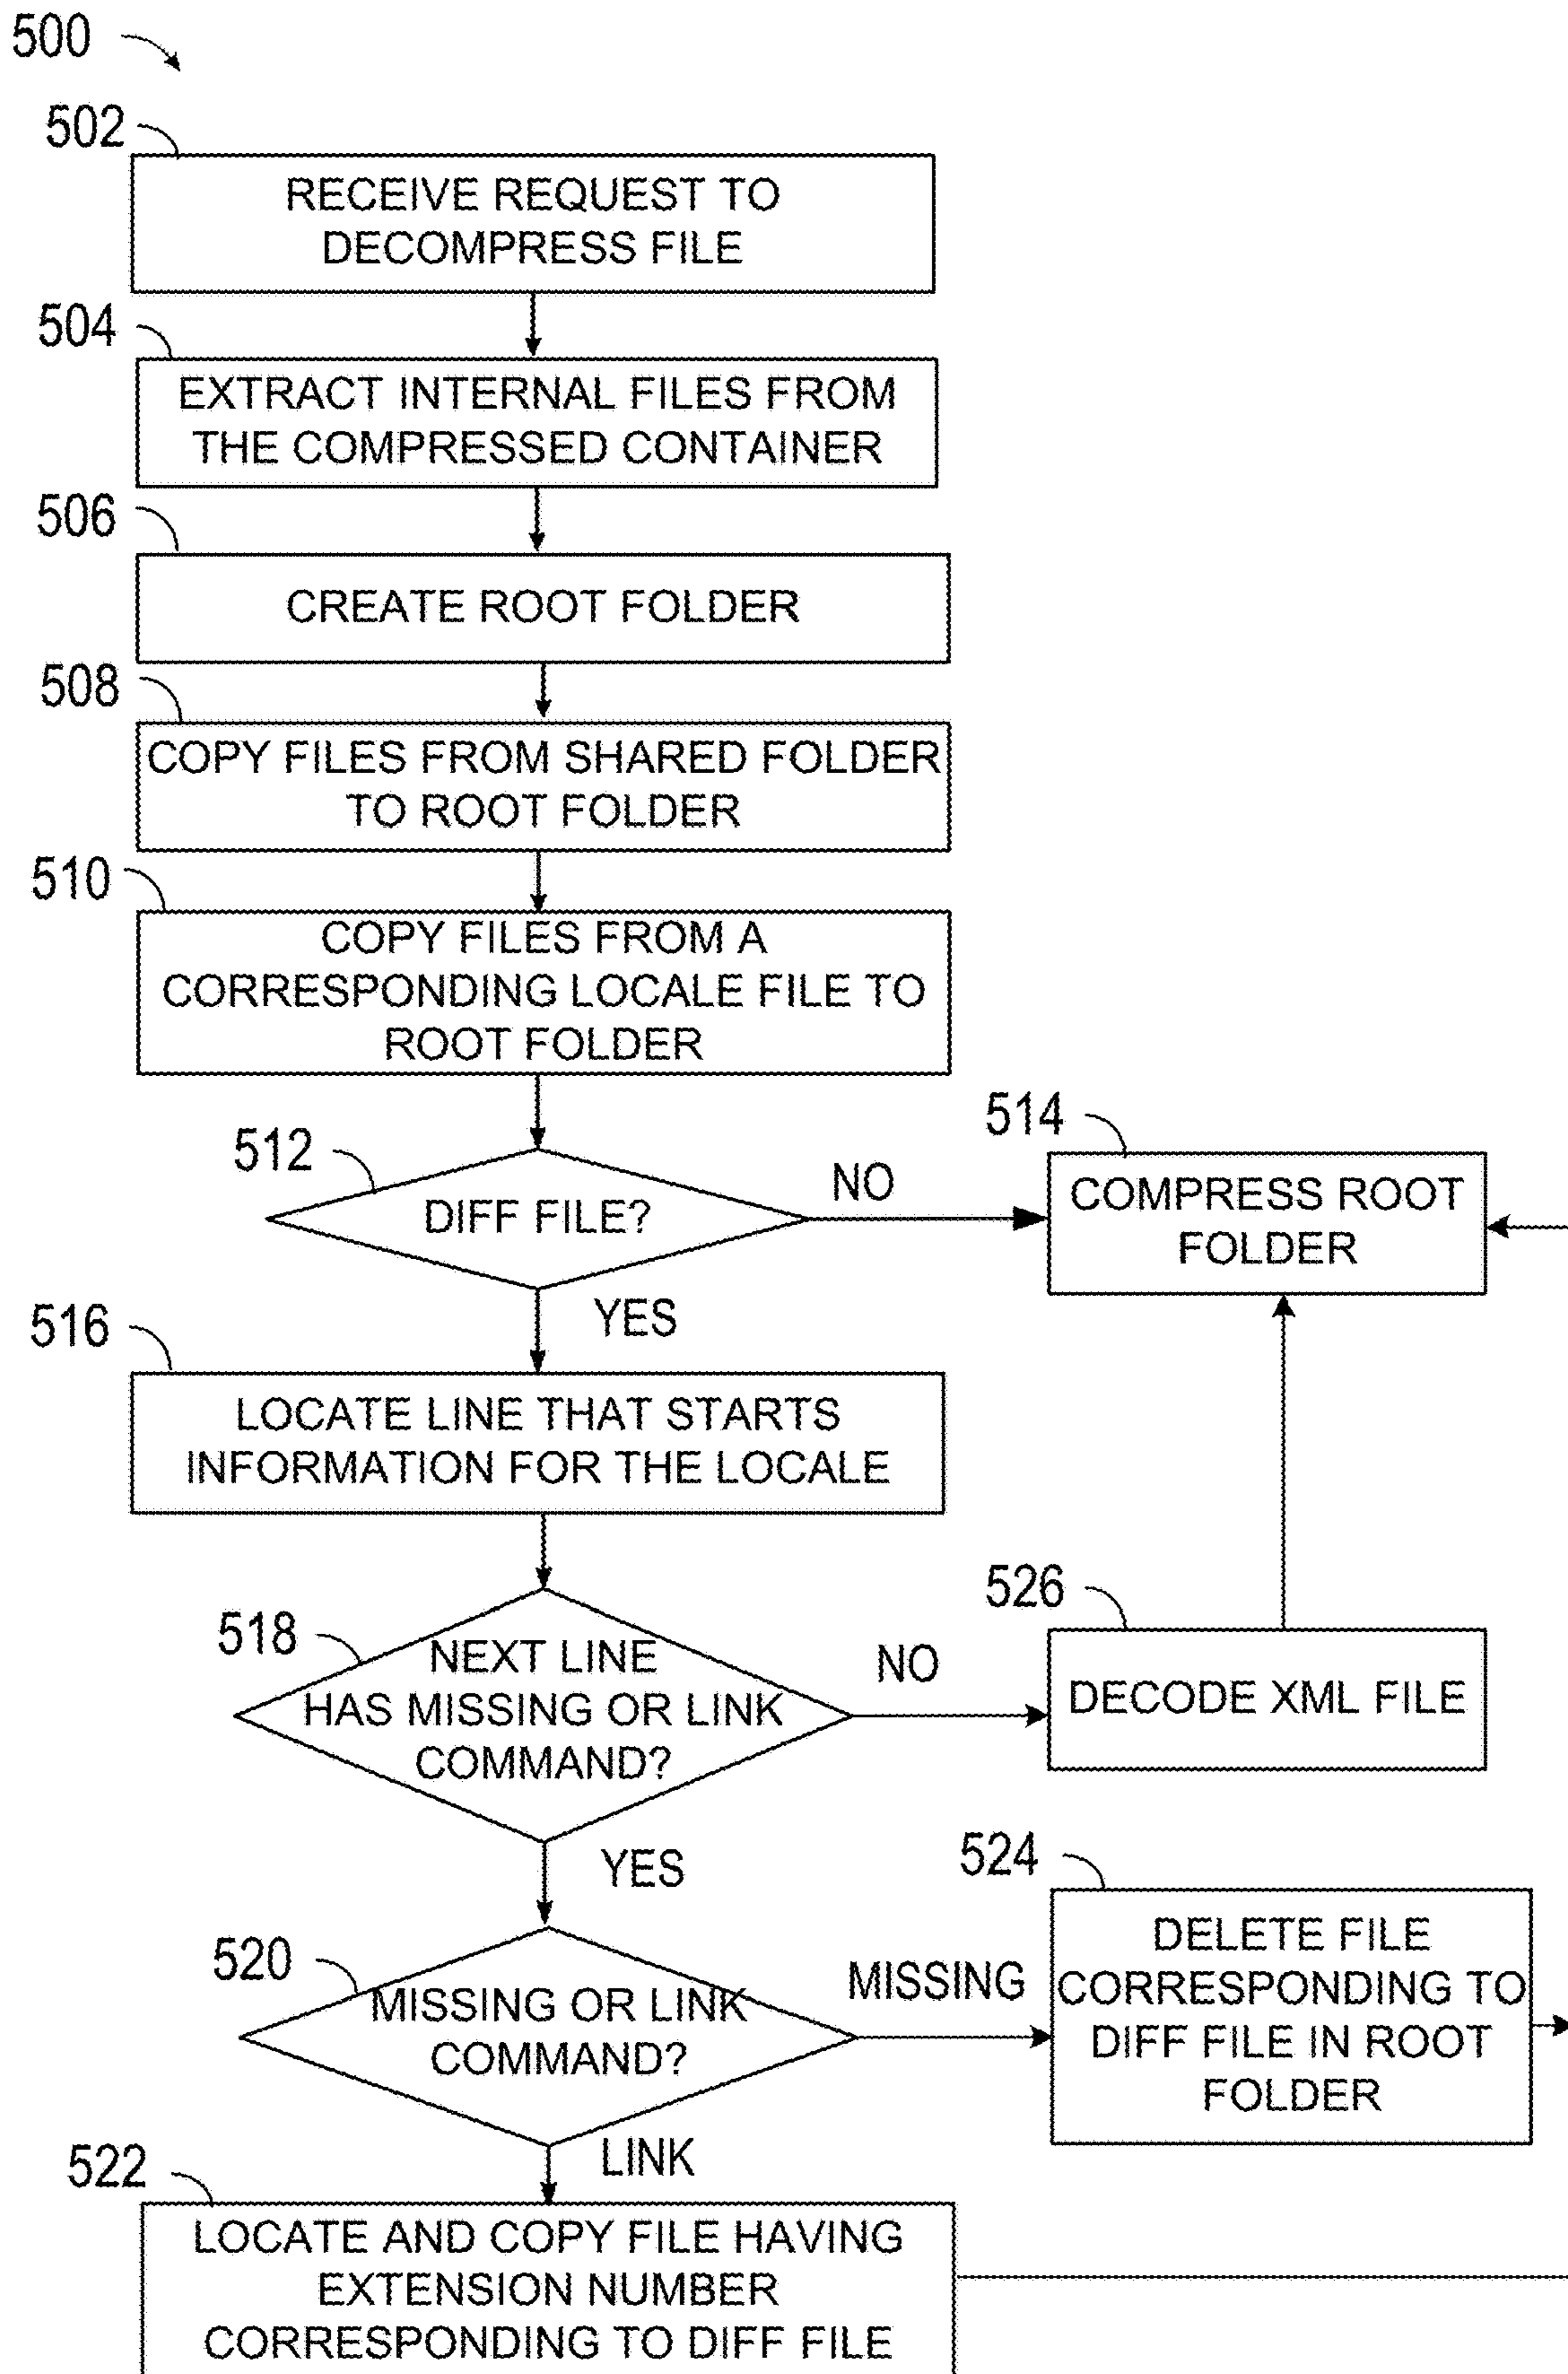 500
502
RECEIVE REQUEST TO
DECOMPRESS FILE
504
EXTRACT INTERNAL FILES FROM
THE COMPRESSED CONTAINER
506
CREATE ROOT FOLDER
508
COPY FILES FROM SHARED FOLDER
TO ROOT FOLDER
510
COPY FILES FROM A
CORRESPONDING LOCALE FILE TO
ROOT FOLDER
512
DIFF FILE?
NO
514
COMPRESS ROOT
FOLDER
YES
516
LOCATE LINE THAT STARTS
INFORMATION FOR THE LOCALE
518
NEXT LINE
HAS MISSING OR LINK
COMMAND?
NO
526
DECODE XML FILE
YES
520
MISSING OR LINK
COMMAND?
MISSING
524
DELETE FILE
CORRESPONDING TO
DIFF FILE IN ROOT
FOLDER
LINK
522
LOCATE AND COPY FILE HAVING
EXTENSION NUMBER
CORRESPONDING TO DIFF FILE